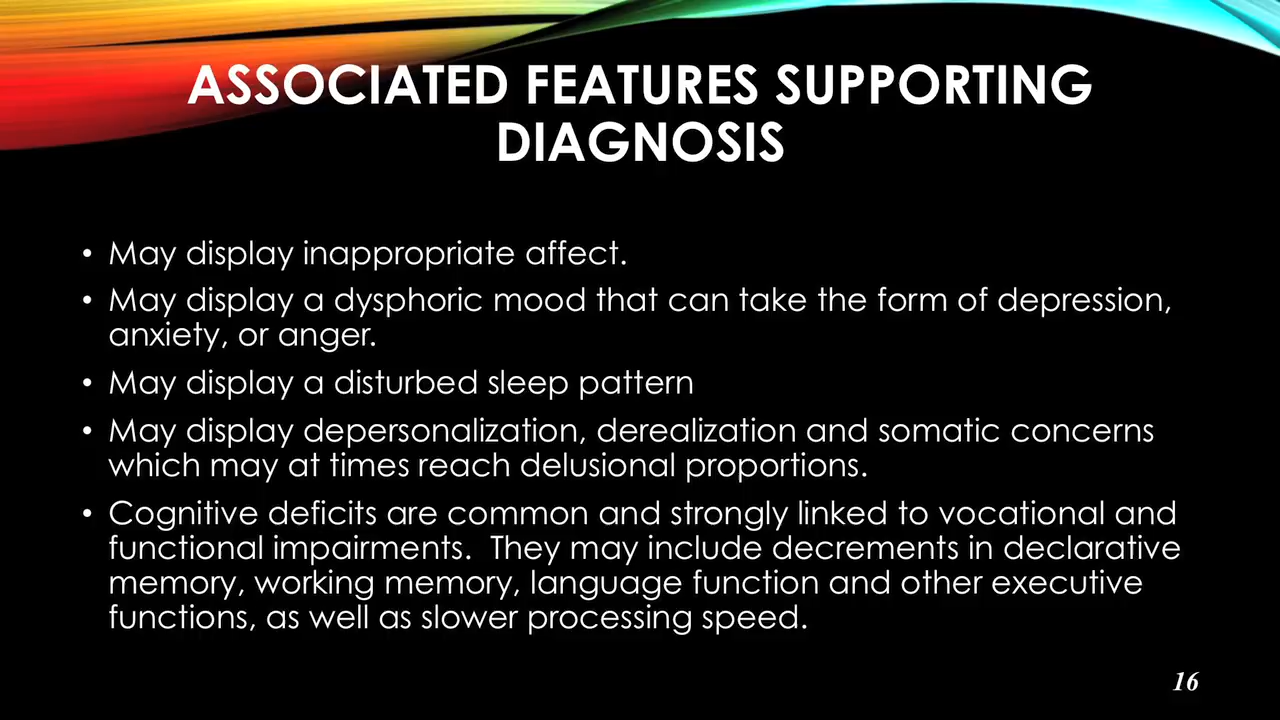 ASSOCIATED FEATURES SUPPORTING
DIAGNOSIS
• May display inappropriate affect.
• May display a dysphoric mood that can take the form of depression,
anxiety, or anger.
• May display a disturbed sleep pattern
• May display depersonalization, derealization and somatic concerns
which may at times reach delusional proportions.
• Cognitive deficits are common and strongly linked to vocational and
functional impairments.  They may include decrements in declarative
memory, working memory, language function and other executive
functions, as well as slower processing speed.
16